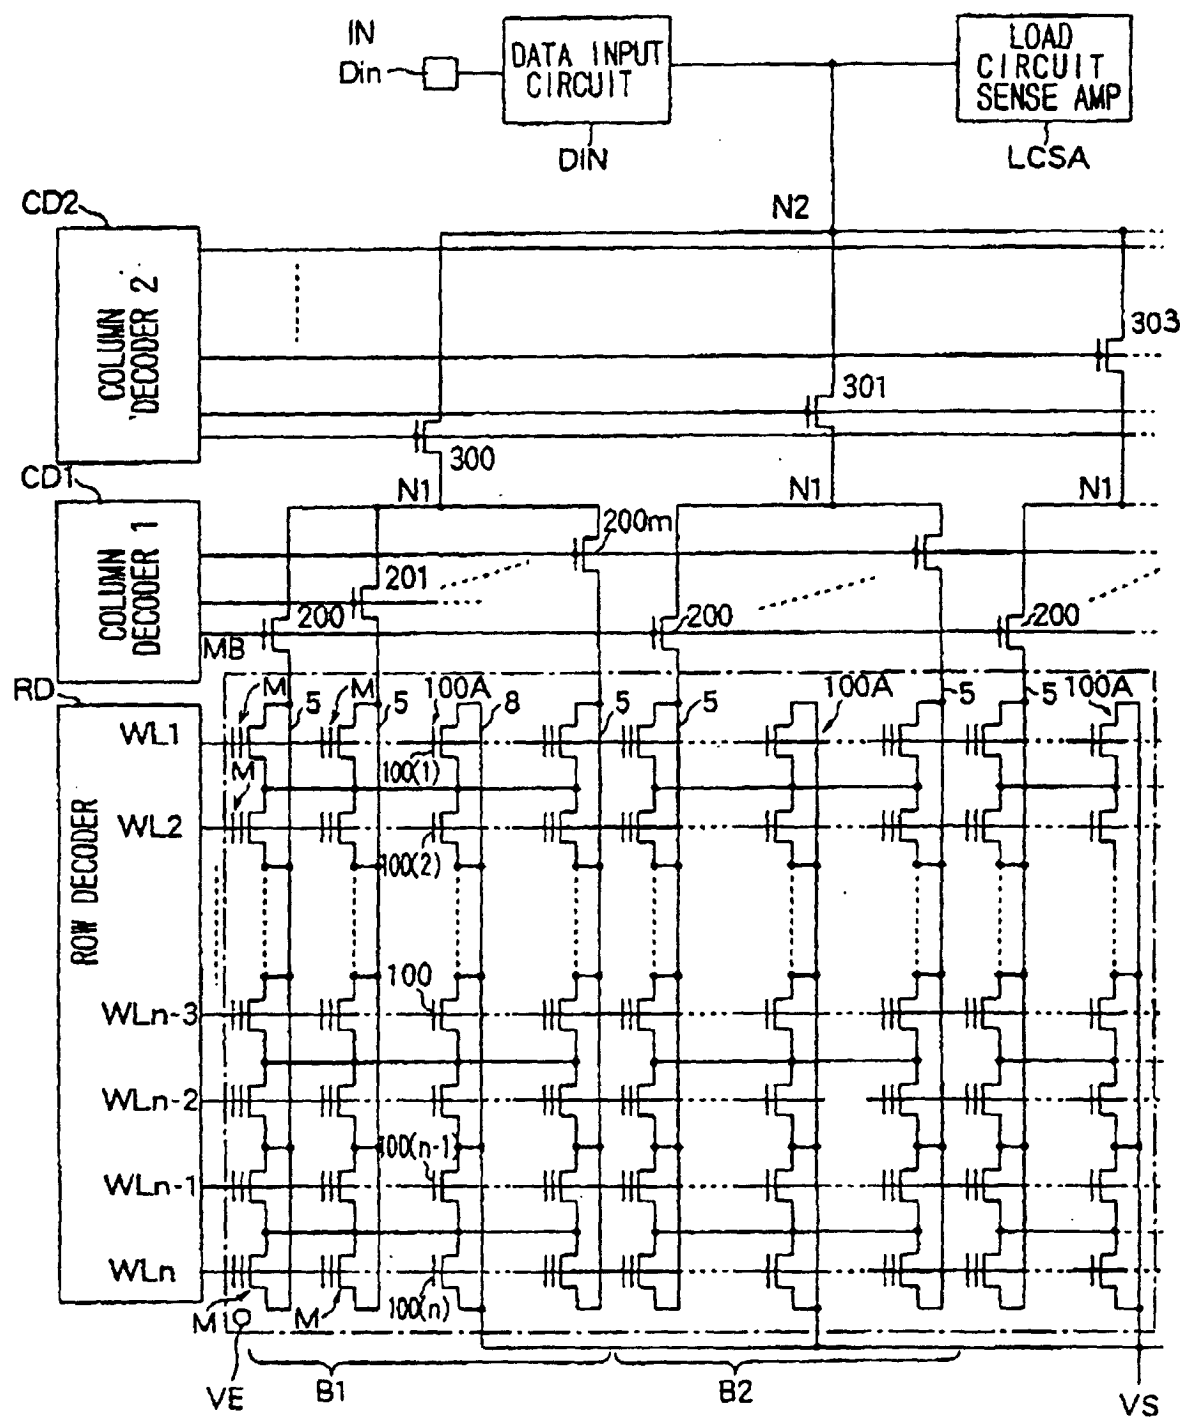 IN
Din
DATA INPUT
CIRCUIT
DIN
LOAD
CIRCUIT
SENSE AMP
LCSA
CD2
N2
COLUMN
DECODER 2
303
301
300
CD1
N1
N1
N1
COLUMN
DECODER 1
200m
201
200
200
200
MB
RD
M
5
M
5
100A
8
5
5
100A
5
5
100A
WL1
100(1)
M
WL2
100(2)
ROW DECODER
100
WLn-3
WLn-2
100(n-1)
WLn-1
WLn
M
M
100(n)
VE
B1
B2
VS